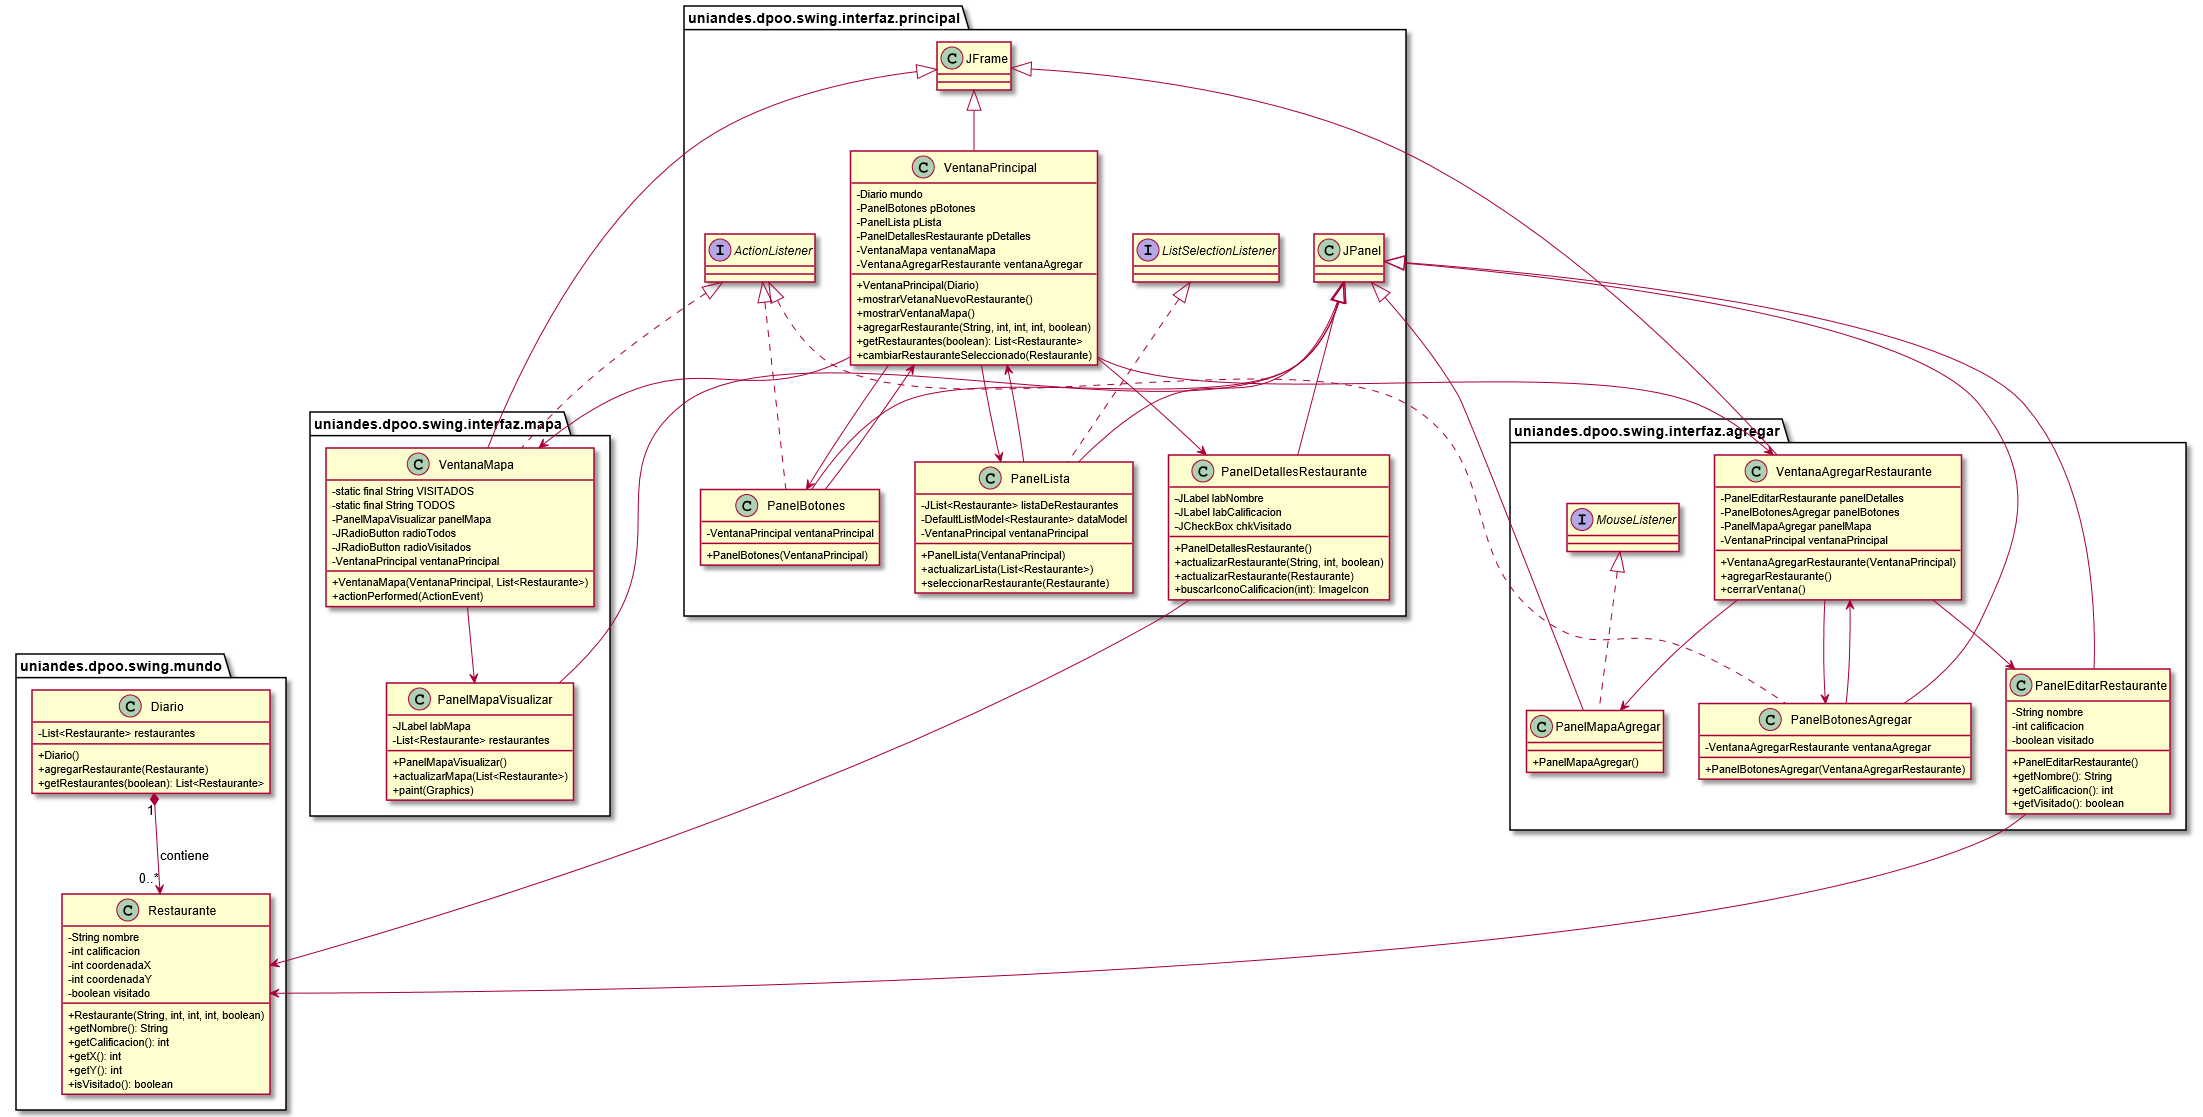 uniandes.dpoo.swing.interfaz.principal
C JFrame
C VentanaPrincipal
-Diario mundo
-PanelBotones pBotones
-PanelLista pLista
-PanelDetallesRestaurante pDetalles
-VentanaMapa ventanaMapa
-VentanaAgregarRestaurante ventanaAgregar
+VentanaPrincipal(Diario)
+mostrarVetanaNuevoRestaurante()
+mostrarVentanaMapa()
+agregarRestaurante(String, int, int, int, boolean)
+getRestaurantes(boolean): List<Restaurante>
+cambiarRestauranteSeleccionado(Restaurante)
I ActionListener
I ListSelectionListener
C JPanel
C PanelBotones
-VentanaPrincipal ventanaPrincipal
+PanelBotones(VentanaPrincipal)
C PanelLista
-JList<Restaurante> listaDeRestaurantes
-DefaultListModel<Restaurante> dataModel
-VentanaPrincipal ventanaPrincipal
+PanelLista(VentanaPrincipal)
+actualizarLista(List<Restaurante>)
+seleccionarRestaurante(Restaurante)
C PanelDetallesRestaurante
-JLabel labNombre
-JLabel labCalificacion
-JCheckBox chkVisitado
+PanelDetallesRestaurante()
+actualizarRestaurante(String, int, boolean)
+actualizarRestaurante(Restaurante)
+buscarIconoCalificacion(int): ImageIcon
uniandes.dpoo.swing.interfaz.mapa
C VentanaMapa
-static final String VISITADOS
-static final String TODOS
-PanelMapaVisualizar panelMapa
-JRadioButton radioTodos
-JRadioButton radioVisitados
-VentanaPrincipal ventanaPrincipal
+VentanaMapa(VentanaPrincipal, List<Restaurante>)
+actionPerformed(ActionEvent)
C PanelMapaVisualizar
-JLabel labMapa
-List<Restaurante> restaurantes
+PanelMapaVisualizar()
+actualizarMapa(List<Restaurante>)
+paint(Graphics)
uniandes.dpoo.swing.interfaz.agregar
C VentanaAgregarRestaurante
-PanelEditarRestaurante panelDetalles
-PanelBotonesAgregar panelBotones
-PanelMapaAgregar panelMapa
-VentanaPrincipal ventanaPrincipal
+VentanaAgregarRestaurante(VentanaPrincipal)
+agregarRestaurante()
+cerrarVentana()
I MouseListener
C PanelMapaAgregar
+PanelMapaAgregar()
C PanelBotonesAgregar
-VentanaAgregarRestaurante ventanaAgregar
+PanelBotonesAgregar(VentanaAgregarRestaurante)
C PanelEditarRestaurante
-String nombre
-int calificacion
-boolean visitado
+PanelEditarRestaurante()
+getNombre(): String
+getCalificacion(): int
+getVisitado(): boolean
uniandes.dpoo.swing.mundo
C Diario
-List<Restaurante> restaurantes
+Diario()
+agregarRestaurante(Restaurante)
+getRestaurantes(boolean): List<Restaurante>
1
contiene
0..*
C Restaurante
-String nombre
-int calificacion
-int coordenadaX
-int coordenadaY
-boolean visitado
+Restaurante(String, int, int, int, boolean)
+getNombre(): String
+getCalificacion(): int
+getX(): int
+getY(): int
+isVisitado(): boolean